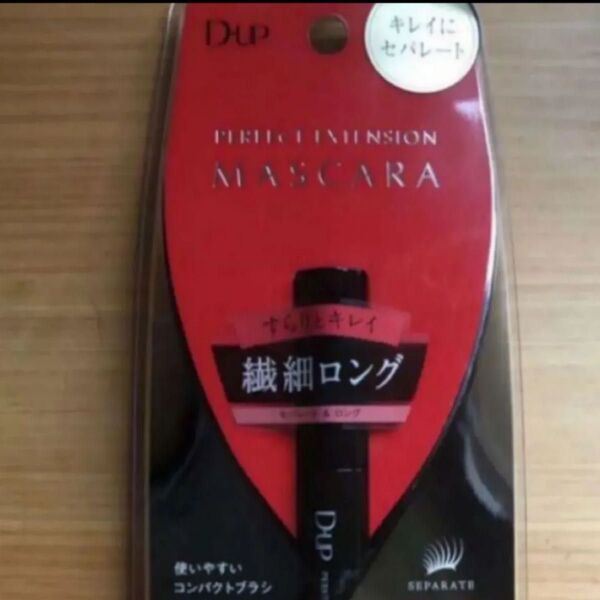 D-UP
キレイに
セパレート
PERFECT EXTENSION
MASCARA
すらりとキレイ
繊細ロング
セパレート & ロング
D-UP
使いやすい
コンパクトブラシ
SEPARATE